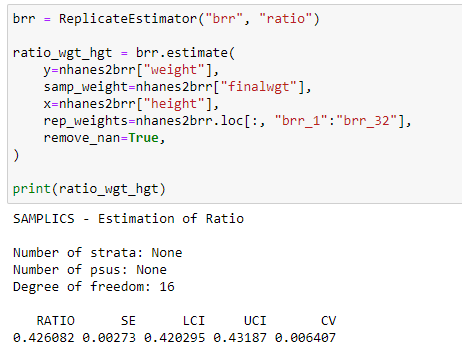 brr = ReplicateEstimator("brr", "ratio")
ratio_wgt_hgt = brr.estimate(
    y=nhanes2brr["weight"],
    samp_weight=nhanes2brr["finalwgt"],
    x=nhanes2brr["height"],
    rep_weights=nhanes2brr.loc[:, "brr_1":"brr_32"],
    remove_nan=True,
)
print(ratio_wgt_hgt)
SAMPLICS - Estimation of Ratio
Number of strata: None
Number of psus: None
Degree of freedom: 16
   RATIO      SE      LCI     UCI       CV
0.426082 0.00273 0.420295 0.43187 0.006407